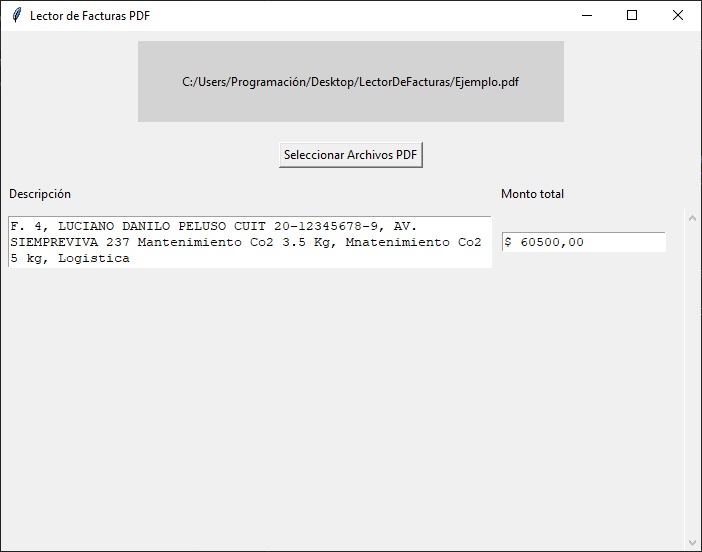 Lector de Facturas PDF
C:/Users/Programación/Desktop/LectorDeFacturas/Ejemplo.pdf
Seleccionar Archivos PDF
Descripción Monto total
F. 4, LUCIANO DANILO PELUSO CUIT 20-12345678-9, AV.
SIEMPREVIVA 237 Mantenimiento Co2 3.5 Kg, Mnatenimiento Co2
5 kg, Logistica
$ 60500,00